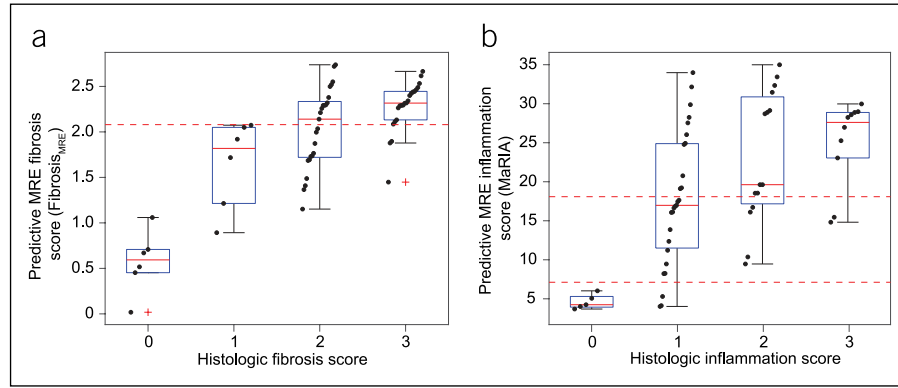 a
Predictive MRE fibrosis
score (Fibrosis_MRE)
2.5
2.0
1.5
1.0
0.5
0
0 1 2 3
Histologic fibrosis score
b
Predictive MRE inflammation
score (MaRIA)
35
30
25
20
15
10
5
0 1 2 3
Histologic inflammation score